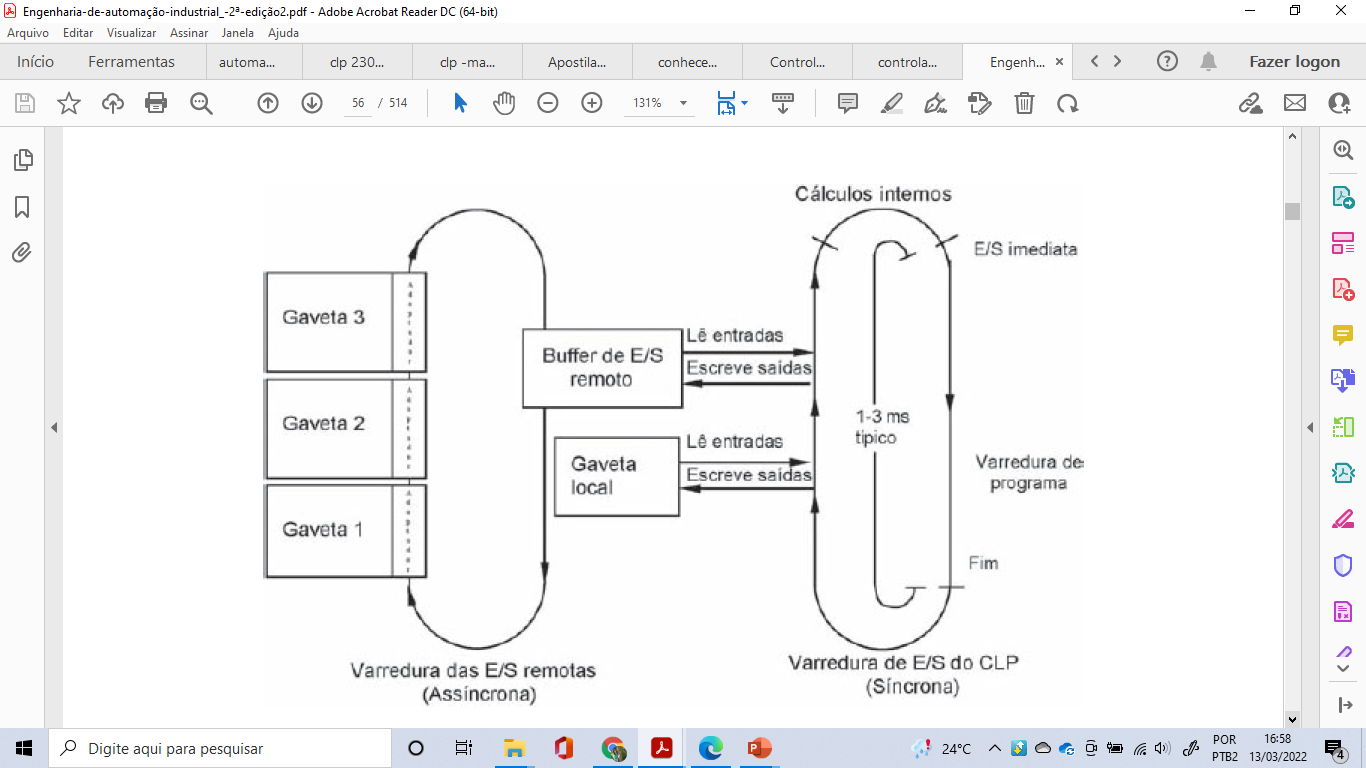 Engenharia-de-automação-industrial_-2ª-edição2.pdf - Adobe Acrobat Reader DC (64-bit)
Arquivo Editar Visualizar Assinar Janela Ajuda
Início Ferramentas automa... clp 230... clp -ma... Apostila... conhece... Control... controla... Engenh... Fazer logon
56 / 514 131%
Cálculos internos
E/S imediata
Gaveta 3
Lê entradas
Buffer de E/S
remoto
Escreve saídas
Gaveta 2
1-3 ms
típico
Lê entradas
Gaveta
local
Escreve saídas
Varredura de
programa
Gaveta 1
Fim
Varredura das E/S remotas
(Assíncrona)
Varredura de E/S do CLP
(Síncrona)
Digite aqui para pesquisar
24°C
POR
PTB2
16:58
13/03/2022
4